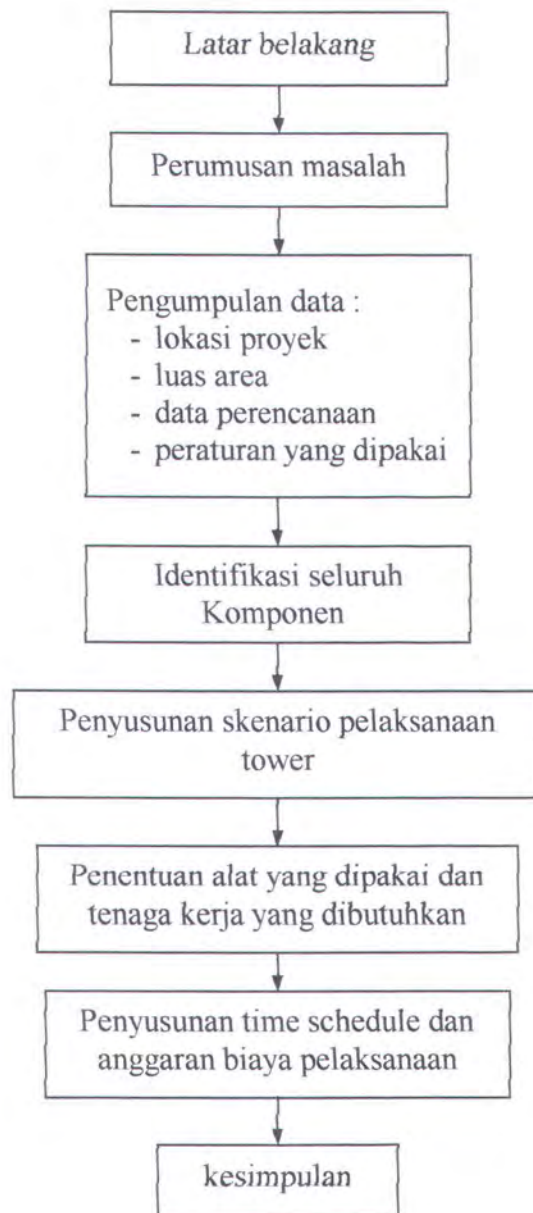 Latar belakang
Perumusan masalah
Pengumpulan data :
- lokasi proyek
- luas area
- data perencanaan
- peraturan yang dipakai
Identifikasi seluruh
Komponen
Penyusunan skenario pelaksanaan
tower
Penentuan alat yang dipakai dan
tenaga kerja yang dibutuhkan
Penyusunan time schedule dan
anggaran biaya pelaksanaan
kesimpulan